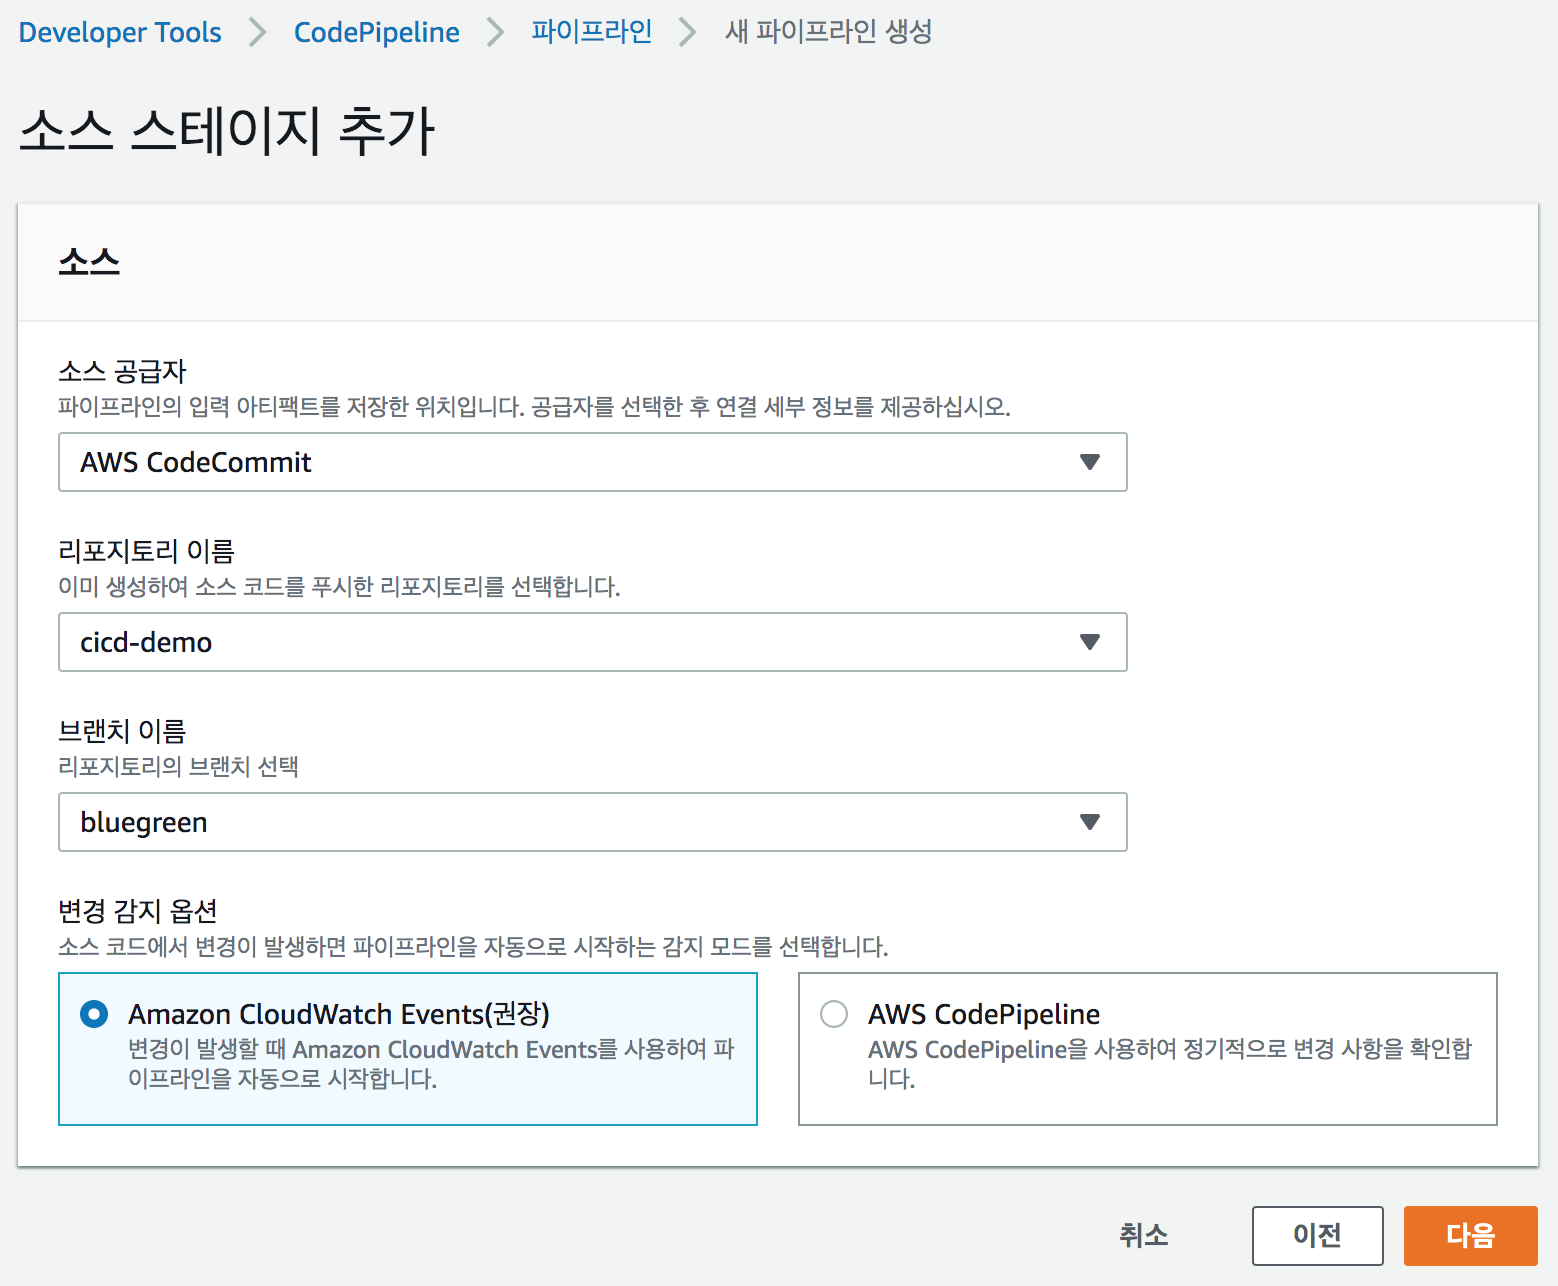 Developer Tools > CodePipeline > 파이프라인 > 새 파이프라인 생성
소스 스테이지 추가
소스
소스 공급자
파이프라인의 입력 아티팩트를 저장한 위치입니다. 공급자를 선택한 후 연결 세부 정보를 제공하십시오.
AWS CodeCommit
리포지토리 이름
이미 생성하여 소스 코드를 푸시한 리포지토리를 선택합니다.
cicd-demo
브랜치 이름
리포지토리의 브랜치 선택
bluegreen
변경 감지 옵션
소스 코드에서 변경이 발생하면 파이프라인을 자동으로 시작하는 감지 모드를 선택합니다.
Amazon CloudWatch Events(권장)
변경이 발생할 때 Amazon CloudWatch Events를 사용하여 파
이프라인을 자동으로 시작합니다.
AWS CodePipeline
AWS CodePipeline을 사용하여 정기적으로 변경 사항을 확인합
니다.
취소
이전
다음